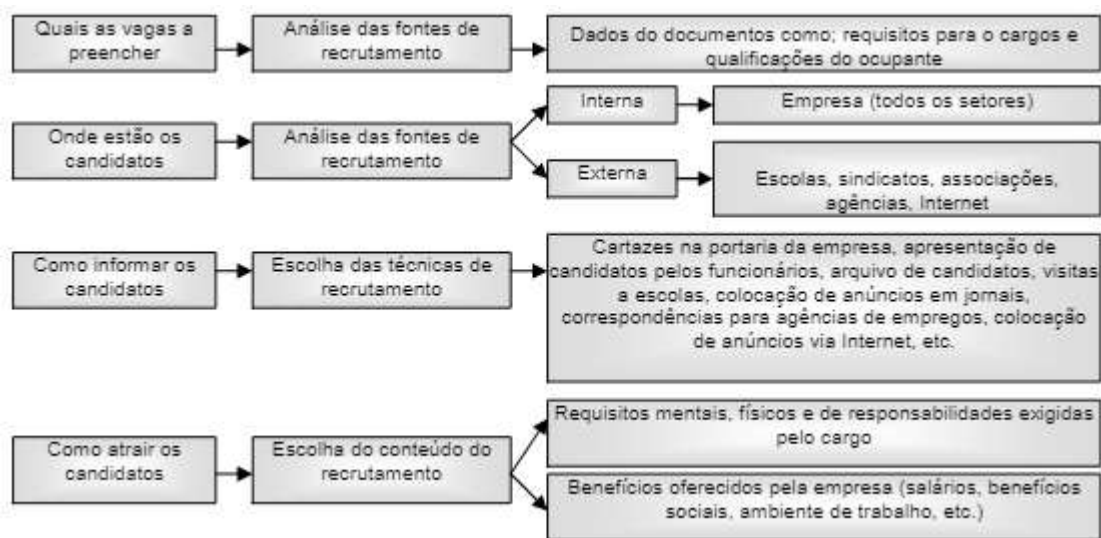 Quais as vagas a
preencher
Análise das fontes de
recrutamento
Dados do documentos como; requisitos para o cargos e
qualificações do ocupante
Onde estão os
candidatos
Análise das fontes de
recrutamento
Interna
Empresa (todos os setores)
Externa
Escolas, sindicatos, associações,
agências, Internet
Como informar os
candidatos
Escolha das técnicas de
recrutamento
Cartazes na portaria da empresa, apresentação de
candidatos pelos funcionários, arquivo de candidatos, visitas
a escolas, colocação de anúncios em jornais,
correspondências para agências de empregos, colocação
de anúncios via Internet, etc.
Como atrair os
candidatos
Escolha do conteúdo do
recrutamento
Requisitos mentais, físicos e de responsabilidades exigidas
pelo cargo
Benefícios oferecidos pela empresa (salários, benefícios
sociais, ambiente de trabalho, etc.)